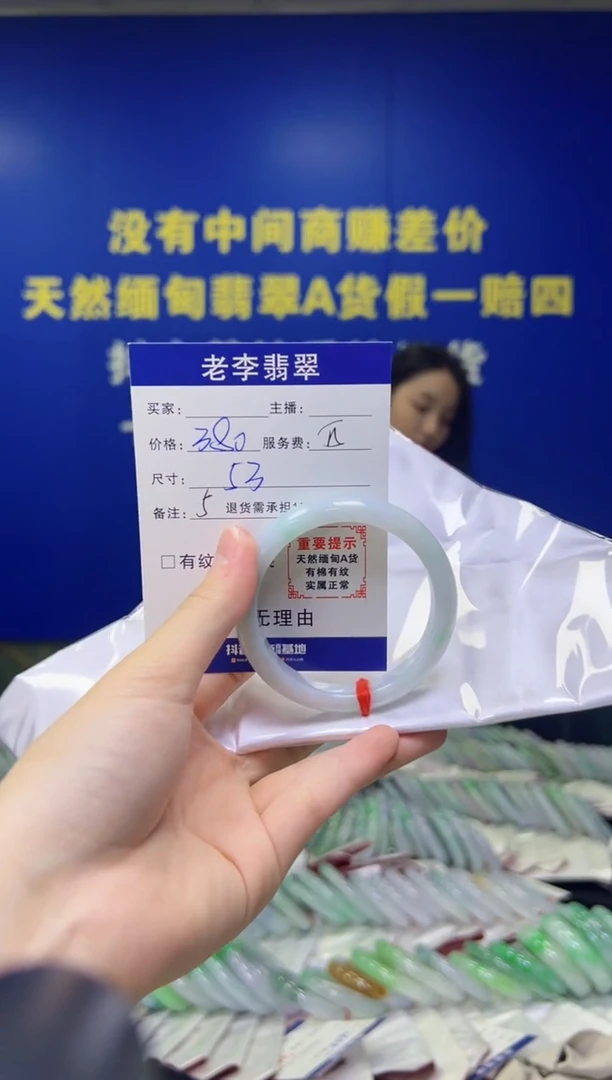 没有中间商赚差价
天然缅甸翡翠A货假一赔四
老李翡翠
买家: 主播:
价格: 380 服务费:
尺寸: 53
备注: 5 退货需承担
□有纹
重要提示
天然缅甸A货
有棉有纹
实属正常
无理由
基地